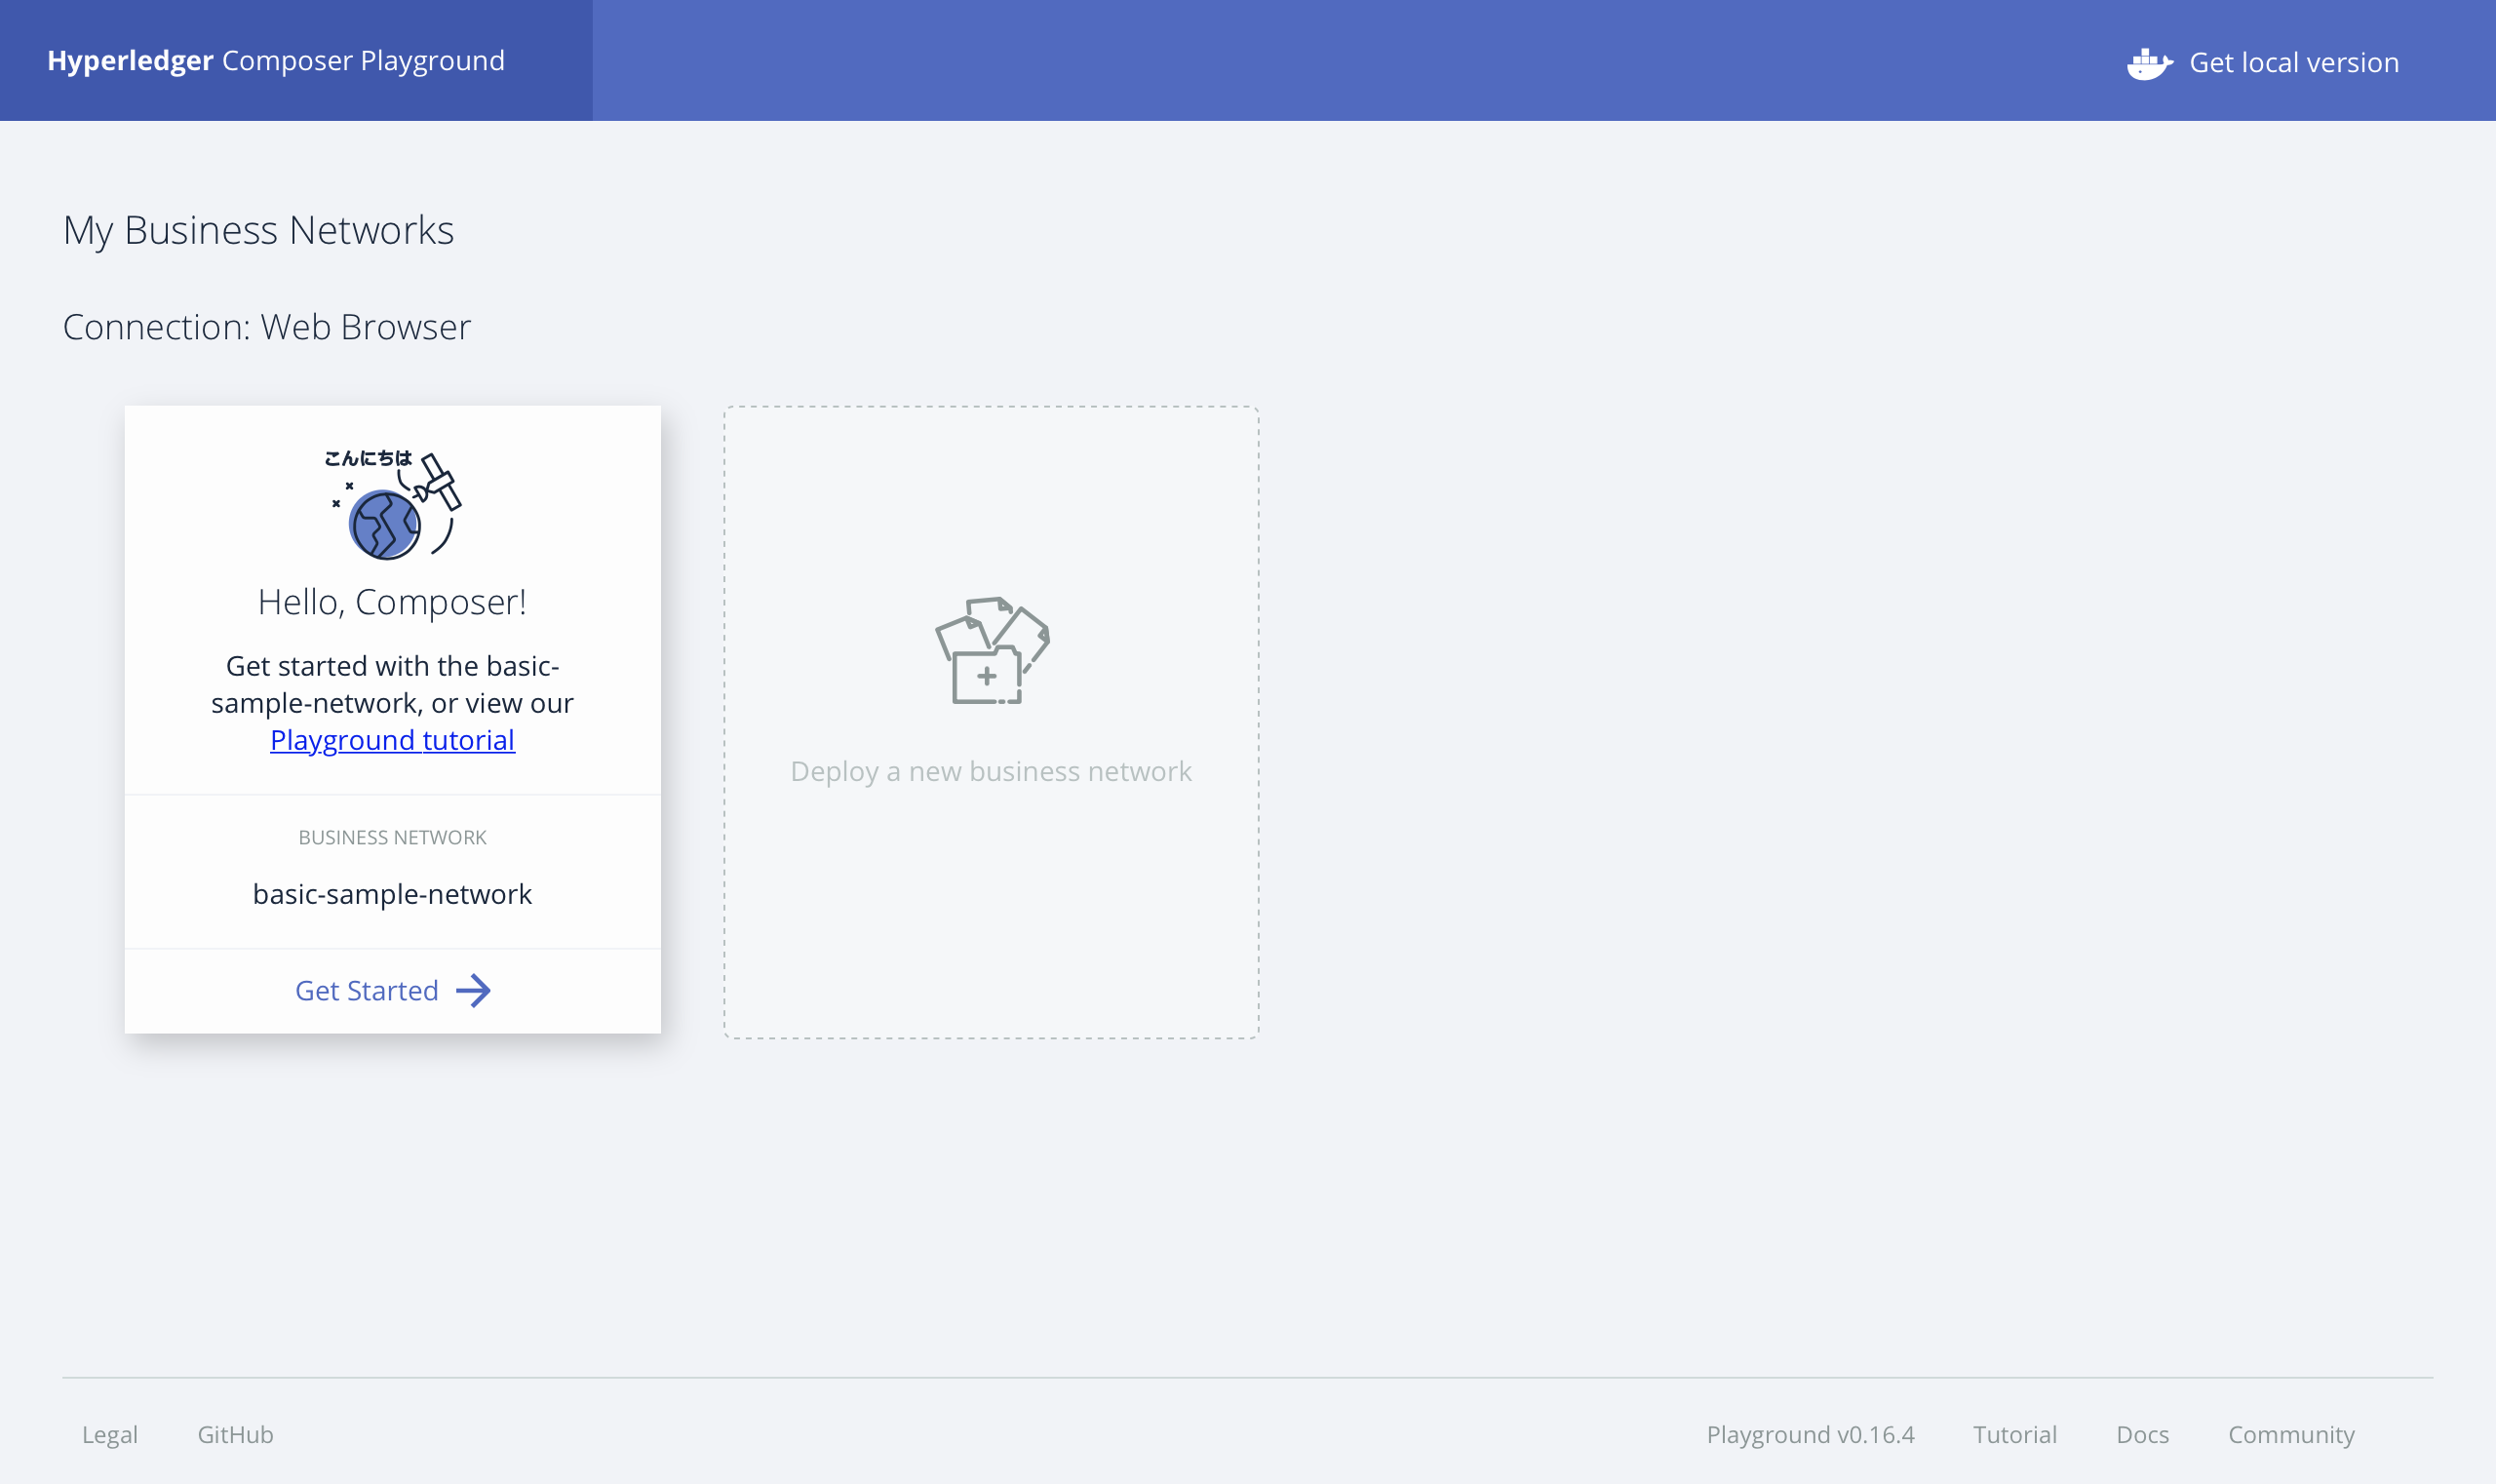 Hyperledger Composer Playground
Get local version
My Business Networks
Connection: Web Browser
こんにちは
Hello, Composer!
Get started with the basic-
sample-network, or view our
Playground tutorial
BUSINESS NETWORK
basic-sample-network
Get Started
Deploy a new business network
Legal
GitHub
Playground v0.16.4
Tutorial
Docs
Community